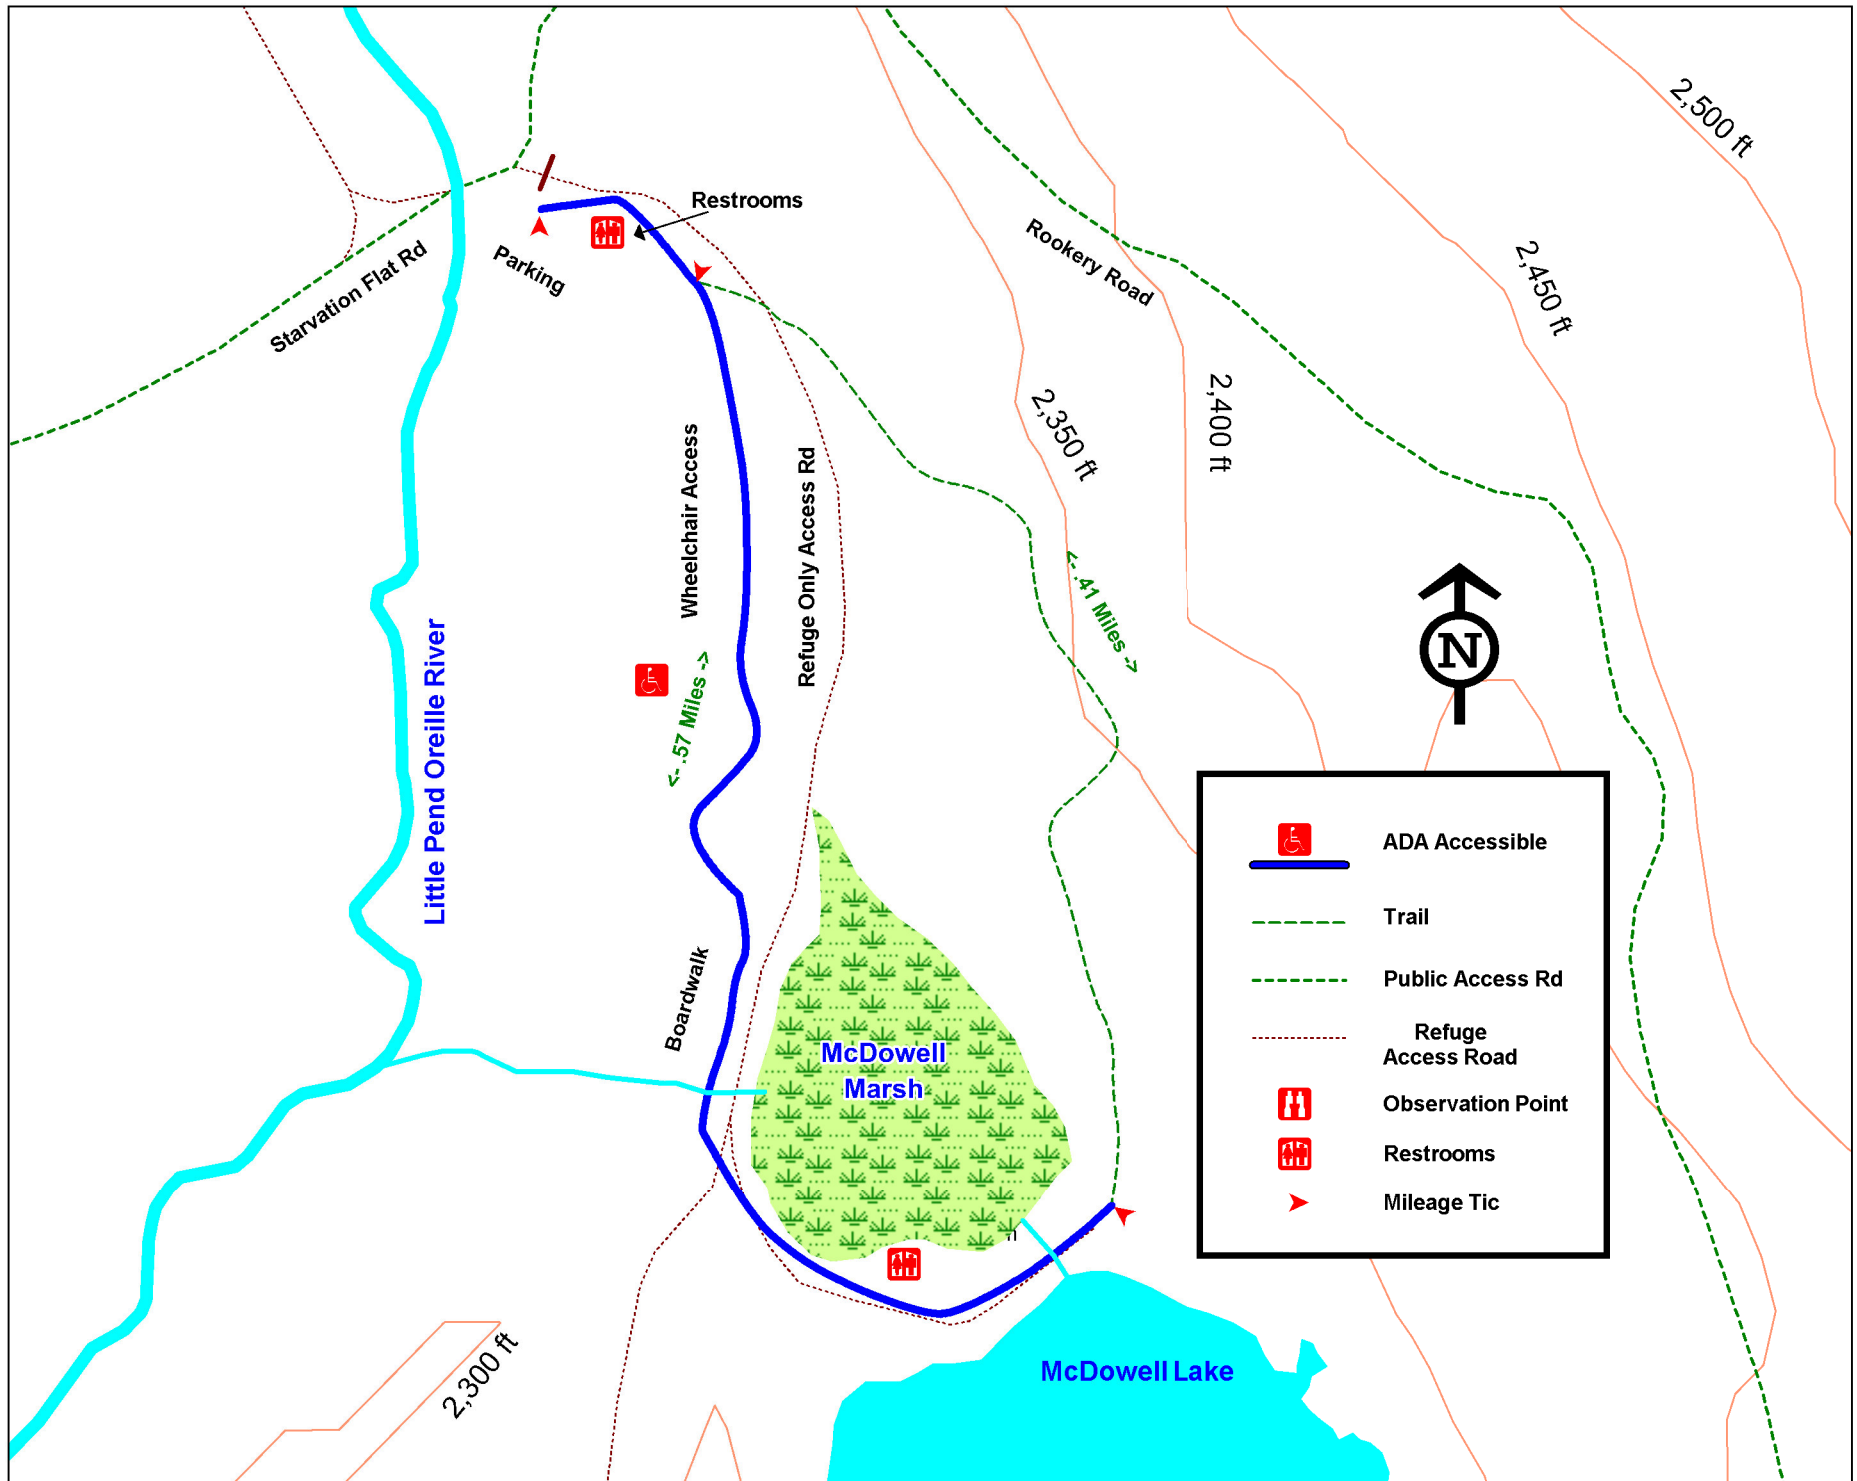 2,500 ft
Restrooms
Rookery Road
Parking
Starvation Flat Rd
2,450 ft
2,400 ft
2,350 ft
Wheelchair Access
Refuge Only Access Rd
<- .41 Miles ->
<- .57 Miles ->
Little Pend Oreille River
N
Boardwalk
McDowell
Marsh
n
McDowell Lake
2,300 ft
ADA Accessible
Trail
Public Access Rd
Refuge
Access Road
Observation Point
Restrooms
Mileage Tic